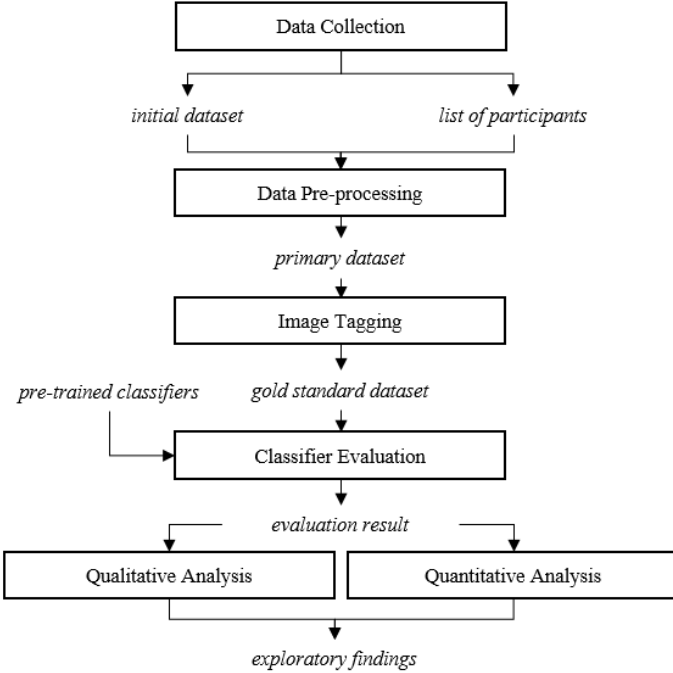 Data Collection
initial dataset
list of participants
Data Pre-processing
primary dataset
Image Tagging
pre-trained classifiers
gold standard dataset
Classifier Evaluation
evaluation result
Qualitative Analysis
Quantitative Analysis
exploratory findings